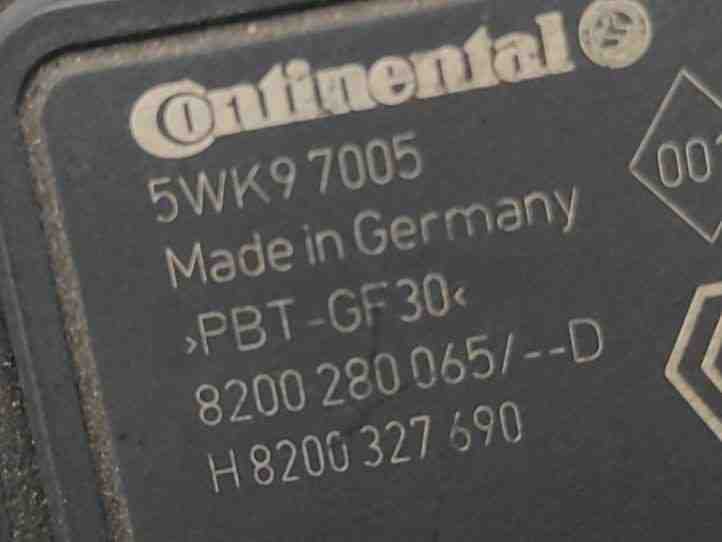 Continental
5WK9 7005
Made in Germany
>PBT-GF30<
8200 280 065/--D
H 8200 327 690